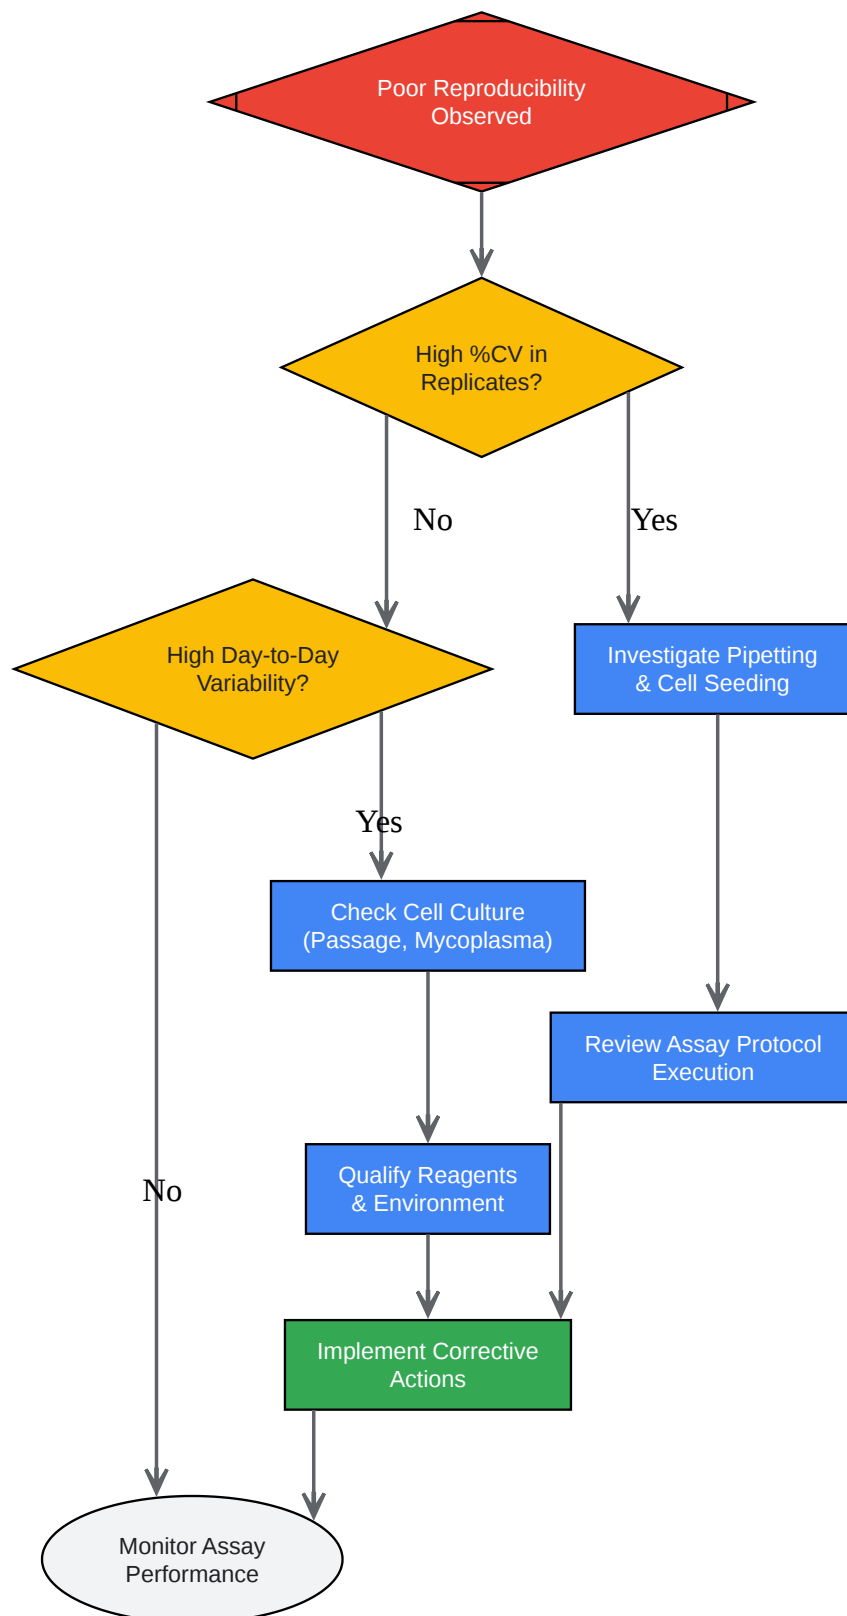 Poor Reproducibility
Observed
High %CV in
Replicates?
No
Yes
High Day-to-Day
Variability?
Investigate Pipetting
& Cell Seeding
Yes
Check Cell Culture
(Passage, Mycoplasma)
Review Assay Protocol
Execution
No
Qualify Reagents
& Environment
Implement Corrective
Actions
Monitor Assay
Performance